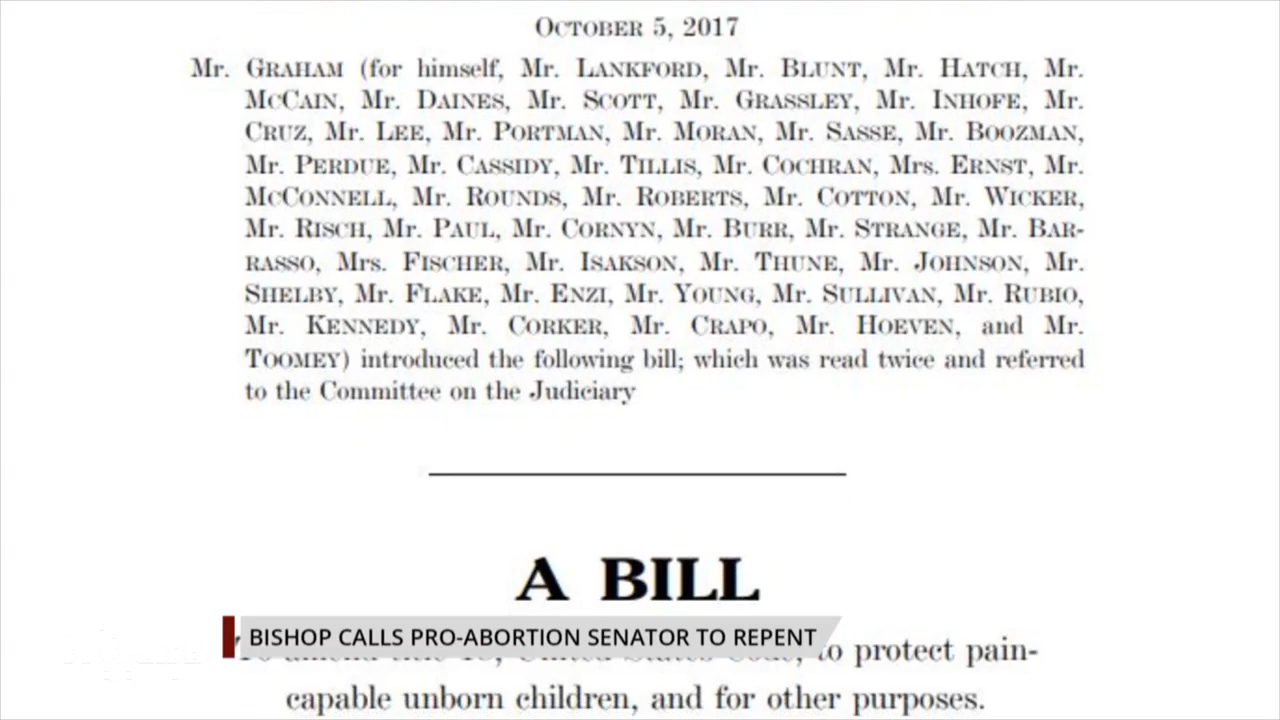 OCTOBER 5, 2017
Mr. GRAHAM (for himself, Mr. LANKFORD, Mr. BLUNT, Mr. HATCH, Mr.
MCCAIN, Mr. DAINES, Mr. SCOTT, Mr. GRASSLEY, Mr. INHOFE, Mr.
CRUZ, Mr. LEE, Mr. PORTMAN, Mr. MORAN, Mr. SASSE, Mr. BOOZMAN,
Mr. PERDUE, Mr. CASSIDY, Mr. TILLIS, Mr. COCHRAN, Mrs. ERNST, Mr.
MCCONNELL, Mr. ROUNDS, Mr. ROBERTS, Mr. COTTON, Mr. WICKER,
Mr. RISCH, Mr. PAUL, Mr. CORNYN, Mr. BURR, Mr. STRANGE, Mr. BAR-
RASSO, Mrs. FISCHER, Mr. ISAKSON, Mr. THUNE, Mr. JOHNSON, Mr.
SHELBY, Mr. FLAKE, Mr. ENZI, Mr. YOUNG, Mr. SULLIVAN, Mr. RUBIO,
Mr. KENNEDY, Mr. CORKER, Mr. CRAPO, Mr. HOEVEN, and Mr.
TOOMEY) introduced the following bill; which was read twice and referred
to the Committee on the Judiciary
A BILL
BISHOP CALLS PRO-ABORTION SENATOR TO REPENT
to protect pain-
capable unborn children, and for other purposes.